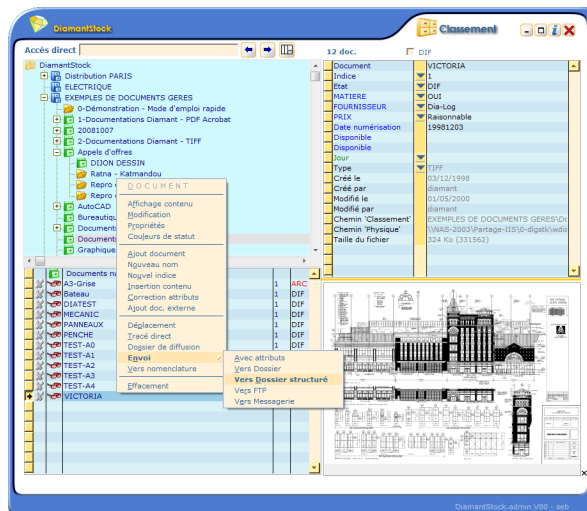 DiamantStock
Classement
Accès direct
12 doc.
DIF
DiamantStock
Distribution PARIS
ELECTRIQUE
EXEMPLES DE DOCUMENTS GERES
0-Démonstration - Mode d'emploi rapide
1-Documentations Diamant - PDF Acrobat
20081007
2-Documentations Diamant - TIFF
Appels d'offres
DIJON DESSIN
Ratna - Katmandou
Repro
Repro
AutoCAD
Bureautiqu
Documents
Document
Graphique
Document VICTORIA
Indice 1
Etat DIF
MATIERE OUI
FOURNISSEUR Dia-Log
PRIX Raisonnable
Date numérisation 19981203
Disponible
Disponible
Jour
Type TIFF
Créé le 03/12/1998
Créé par diamant
Modifié le 01/05/2000
Modifié par diamant
Chemin 'Classement' EXEMPLES DE DOCUMENTS GERES\Do
Chemin 'Physique' \\NAS-2003\Partage-IIS\0-dlgstk\wdia
Taille du fichier 324 Ko (331562)
DOCUMENT
Affichage contenu
Modification
Propriétés
Couleurs de statut
Ajout document
Nouveau nom
Nouvel indice
Insertion contenu
Correction attributs
Ajout doc. externe
Déplacement
Tracé direct
Dossier de diffusion
Envoi
Vers nomenclature
Effacement
Avec attributs
Vers Dossier
Vers Dossier structuré
Vers FTP
Vers Messagerie
Documents nu
A3-Grise 1 ARC
Bateau 1 DIF
DIATEST 1 DIF
MECANIC 1 DIF
PANNEAUX 1 DIF
PENCHE 1 DIF
TEST-A0 1 DIF
TEST-A1
TEST-A2
TEST-A3
TEST-A4
VICTORIA
DiamantStock.admin V80 - seb